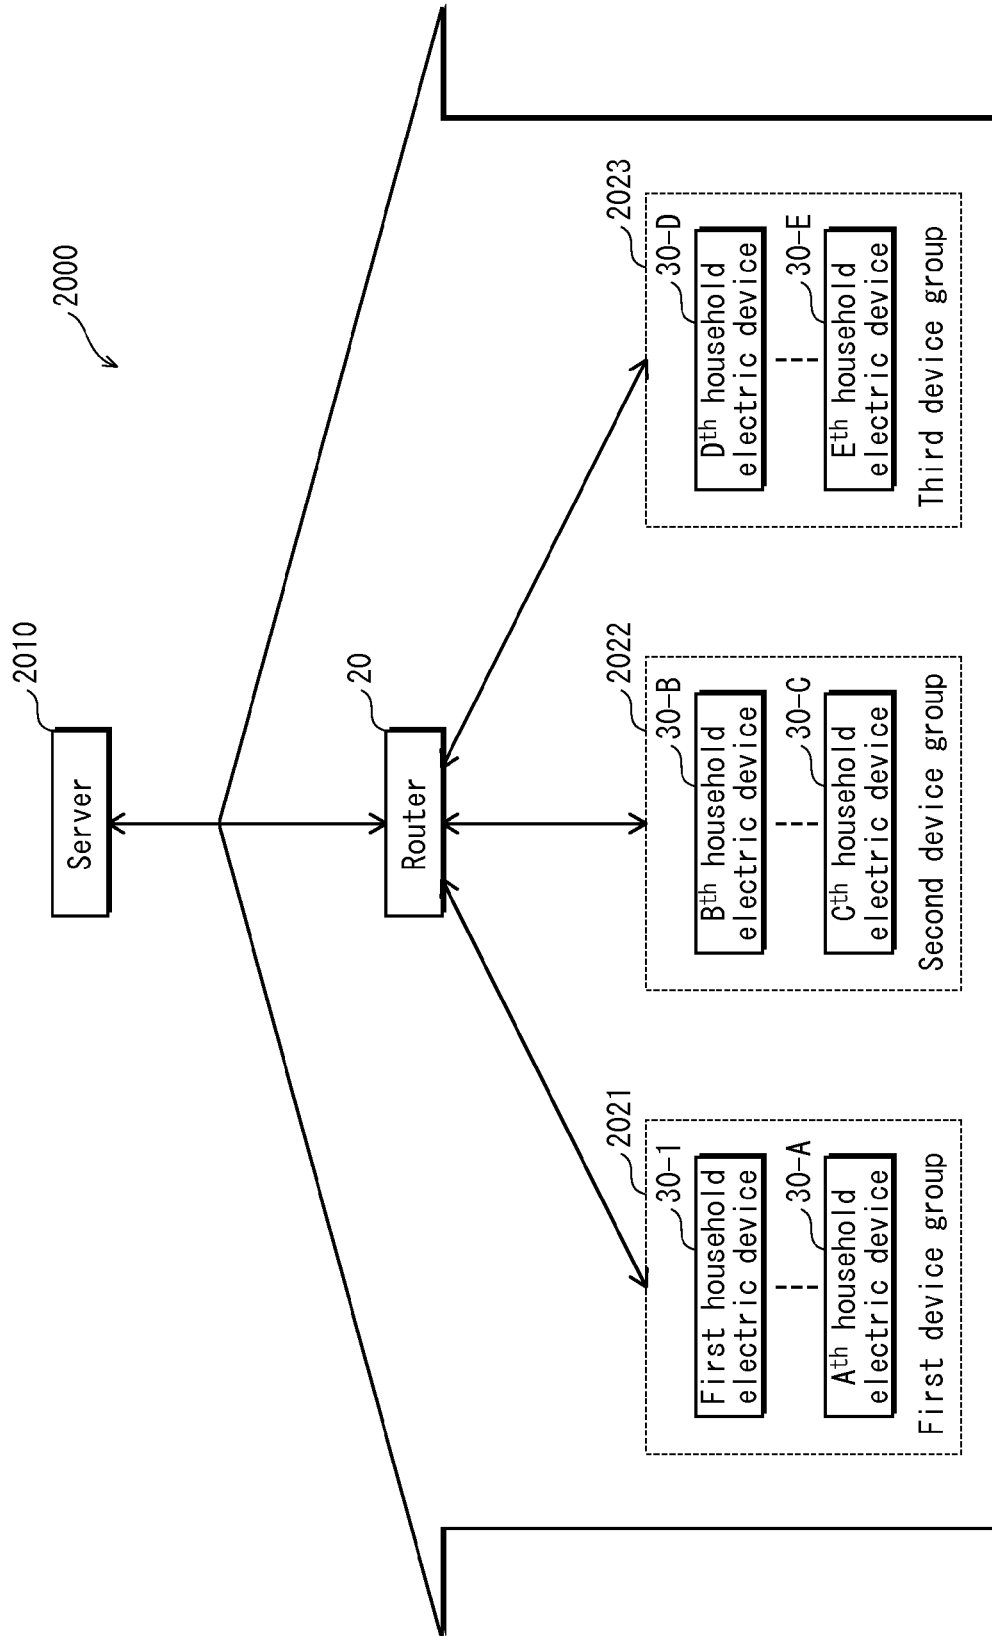 2000
2010
Server
20
Router
2021
30-1
First household
electric device
30-A
Ath household
electric device
First device group
2022
30-B
Bth household
electric device
30-C
Cth household
electric device
Second device group
2023
30-D
Dth household
electric device
30-E
Eth household
electric device
Third device group